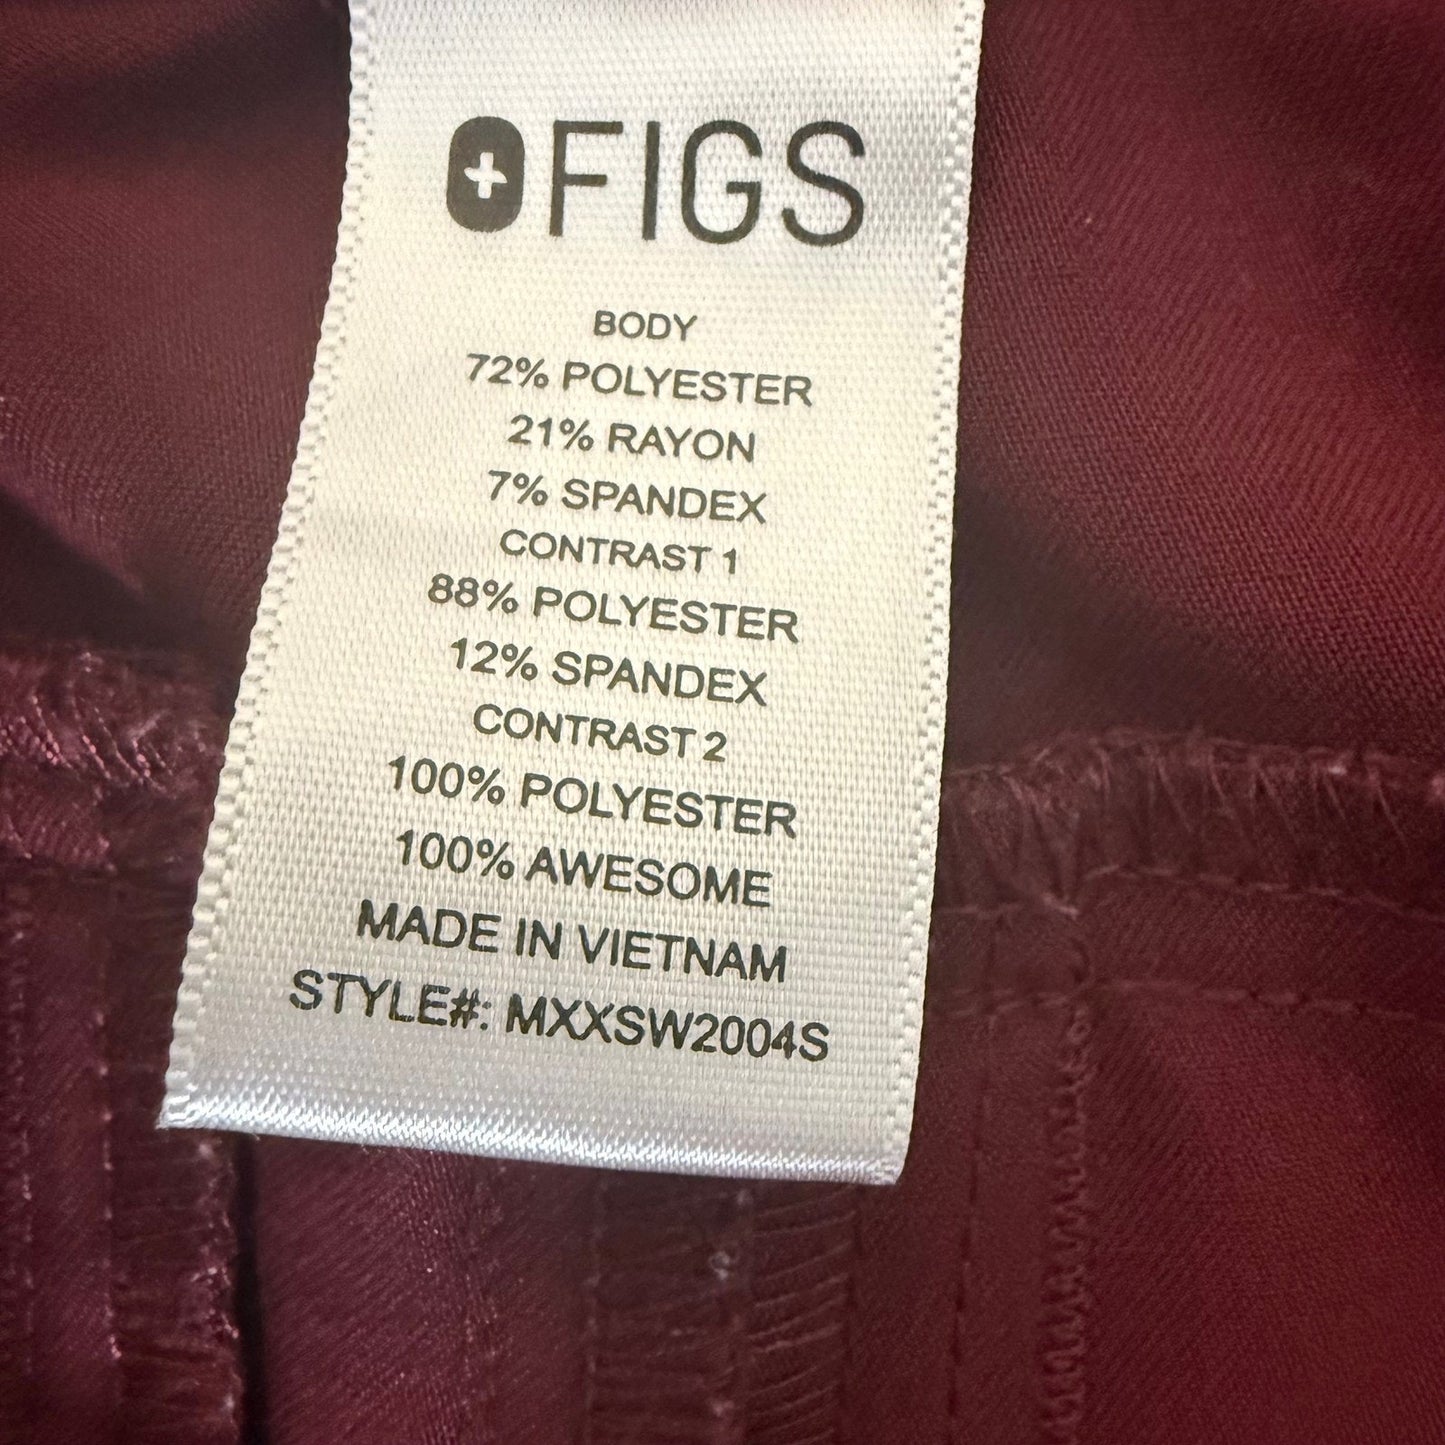 FIGS
BODY
72% POLYESTER
21% RAYON
7% SPANDEX
CONTRAST 1
88% POLYESTER
12% SPANDEX
CONTRAST 2
100% POLYESTER
100% AWESOME
MADE IN VIETNAM
STYLE#: MXXSW2004S